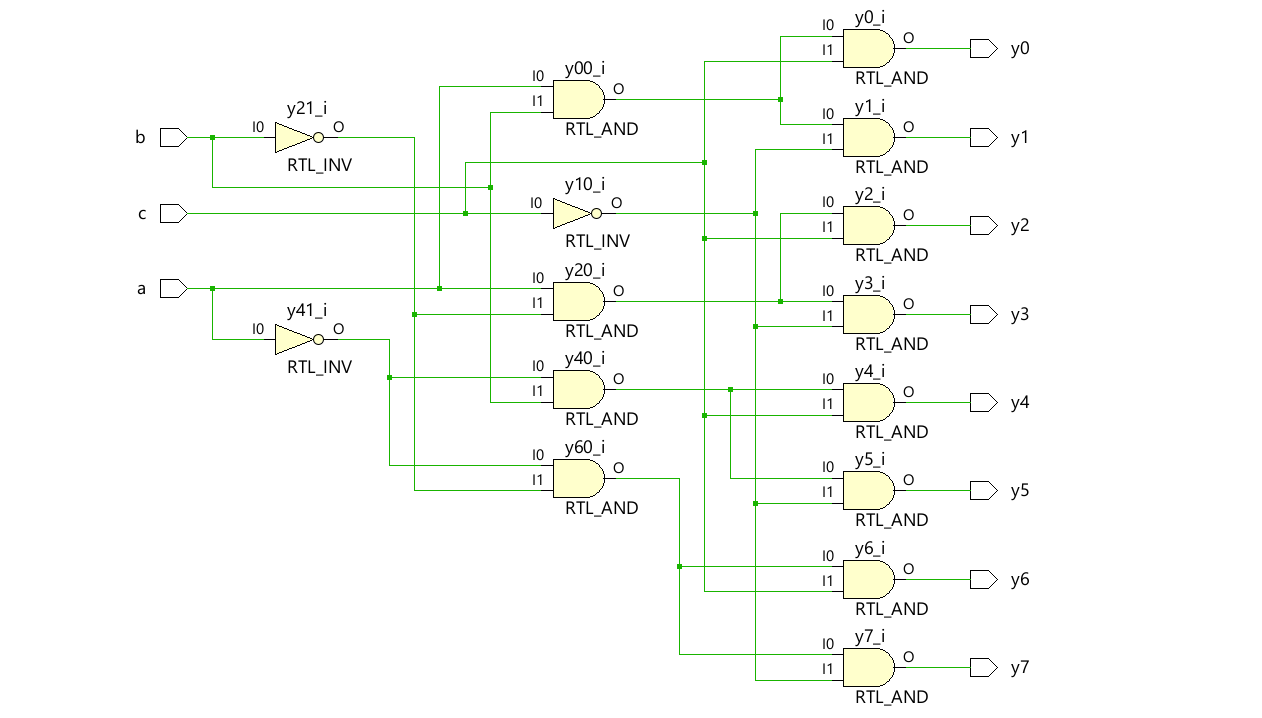 y0_i
I0
O
I1
y0
RTL_AND
y00_i
I0
O
I1
RTL_AND
y1_i
I0
O
I1
y1
RTL_AND
y21_i
b
I0
O
RTL_INV
y10_i
c
I0
O
RTL_INV
y2_i
I0
O
I1
y2
RTL_AND
y20_i
a
I0
O
I1
RTL_AND
y3_i
I0
O
I1
y3
RTL_AND
y41_i
I0
O
RTL_INV
y40_i
I0
O
I1
RTL_AND
y4_i
I0
O
I1
y4
RTL_AND
y60_i
I0
O
I1
RTL_AND
y5_i
I0
O
I1
y5
RTL_AND
y6_i
I0
O
I1
y6
RTL_AND
y7_i
I0
O
I1
y7
RTL_AND